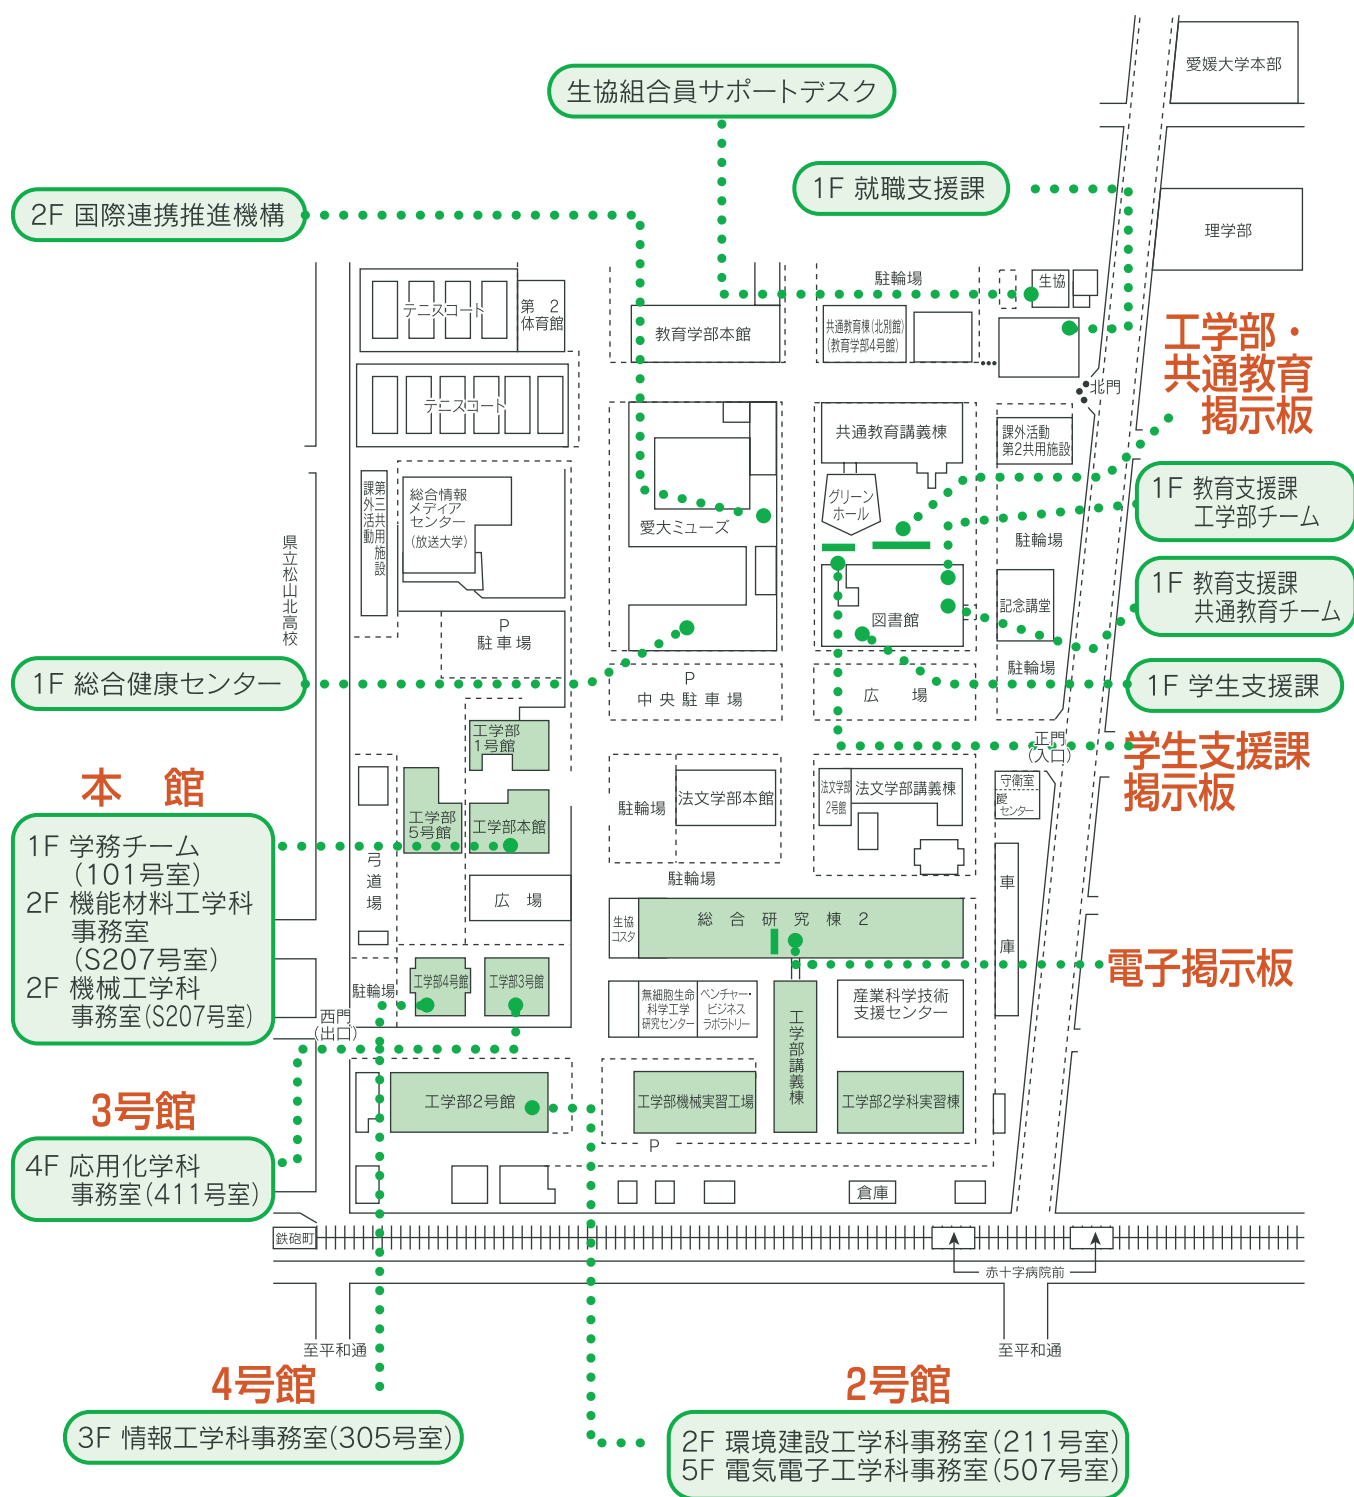 愛媛大学本部
生協組合員サポートデスク
1F 就職支援課
2F 国際連携推進機構
理学部
駐輪場
生協
テニスコート
第 2
体育館
教育学部本館
共通教育棟(北別館)
(教育学部4号館)
工学部・
共通教育
掲示板
北門
テニスコート
共通教育講義棟
課外活動
第2共用施設
第三共用施設
課外活動
総合情報
メディア
センター
(放送大学)
グリーン
ホール
愛大ミューズ
1F 教育支援課
工学部チーム
駐輪場
県立松山北高校
1F 教育支援課
共通教育チーム
記念講堂
図書館
P
駐車場
駐輪場
1F 総合健康センター
P
中央駐車場
広 場
1F 学生支援課
工学部
1号館
正門
(入口)
学生支援課
掲示板
本 館
駐輪場
法文学部本館
法文学部
2号館
法文学部講義棟
守衛室
愛
センター
工学部
5号館
工学部本館
1F 学務チーム
(101号室)
2F 機能材料工学科
事務室
(S207号室)
2F 機械工学科
事務室(S207号室)
弓道場
広 場
駐輪場
車庫
生協
コスタ
総合研究棟2
電子掲示板
工学部4号館
工学部3号館
駐輪場
西門
(出口)
無細胞生命
科学工学
研究センター
ベンチャー・
ビジネス
ラボラトリー
工学部講義棟
産業科学技術
支援センター
3号館
工学部2号館
工学部機械実習工場
工学部2学科実習棟
P
4F 応用化学科
事務室(411号室)
倉庫
鉄砲町
赤十字病院前
至平和通
至平和通
4号館
2号館
3F 情報工学科事務室(305号室)
2F 環境建設工学科事務室(211号室)
5F 電気電子工学科事務室(507号室)